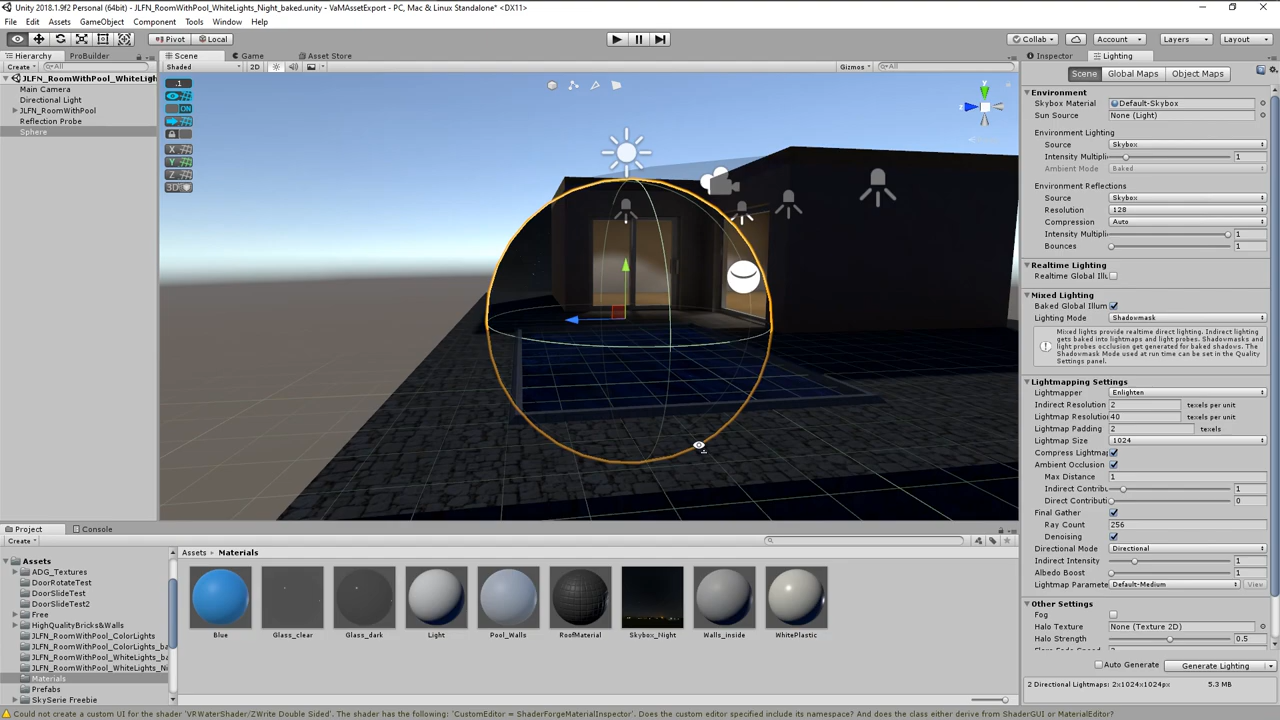 Unity 2018.1.9f2 Personal (64bit) - JLFN_RoomWithPool_WhiteLights_Night_baked.unity - VaMAssetExport - PC, Mac & Linux Standalone* <DX11>
File Edit Assets GameObject Component Tools Window Help
Pivot Local Collab Account Layers Layout
Hierarchy ProBuilder Scene Game Asset Store Inspector Lighting
Create All Shaded 2D Gizmos All Scene Global Maps Object Maps
JLFN_RoomWithPool_WhiteLigh
Main Camera
Directional Light
JLFN_RoomWithPool
Reflection Probe
Sphere
.1
ON
X
Y
Z
3D
y
z
Environment
Skybox Material Default-Skybox
Sun Source None (Light)
Environment Lighting
Source Skybox
Intensity Multipli 1
Ambient Mode Baked
Environment Reflections
Source Skybox
Resolution 128
Compression Auto
Intensity Multipli 1
Bounces 1
Realtime Lighting
Realtime Global Illu
Mixed Lighting
Baked Global Illum
Lighting Mode Shadowmask
Mixed lights provide realtime direct lighting. Indirect lighting
gets baked into lightmaps and light probes. Shadowmasks and
light probes occlusion get generated for baked shadows. The
Shadowmask Mode used at run time can be set in the Quality
Settings panel.
Lightmapping Settings
Lightmapper Enlighten
Indirect Resolution 2 texels per unit
Lightmap Resolutio 40 texels per unit
Lightmap Padding 2 texels
Lightmap Size 1024
Compress Lightma
Ambient Occlusion
Max Distance 1
Indirect Contribu 1
Direct Contributi 0
Final Gather
Ray Count 256
Denoising
Directional Mode Directional
Indirect Intensity 1
Albedo Boost 1
Lightmap Paramete Default-Medium View
Other Settings
Fog
Halo Texture None (Texture 2D)
Halo Strength 0.5
Auto Generate Generate Lighting
2 Directional Lightmaps: 2x1024x1024px 5.3 MB
Project Console
Create
Assets
ADG_Textures
DoorRotateTest
DoorSlideTest
DoorSlideTest2
Free
HighQualityBricks&Walls
JLFN_RoomWithPool_ColorLights
JLFN_RoomWithPool_ColorLights_ba
JLFN_RoomWithPool_WhiteLights_ba
JLFN_RoomWithPool_WhiteLights_Ni
Materials
Prefabs
SkySerie Freebie
Assets Materials
Blue Glass_clear Glass_dark Light Pool_Walls RoofMaterial Skybox_Night Walls_inside WhitePlastic
Could not create a custom UI for the shader 'VRWaterShader/ZWrite Double Sided'. The shader has the following: 'CustomEditor = ShaderForgeMaterialInspector'. Does the custom editor specified include its namespace? And does the class either derive from ShaderGUI or MaterialEditor?